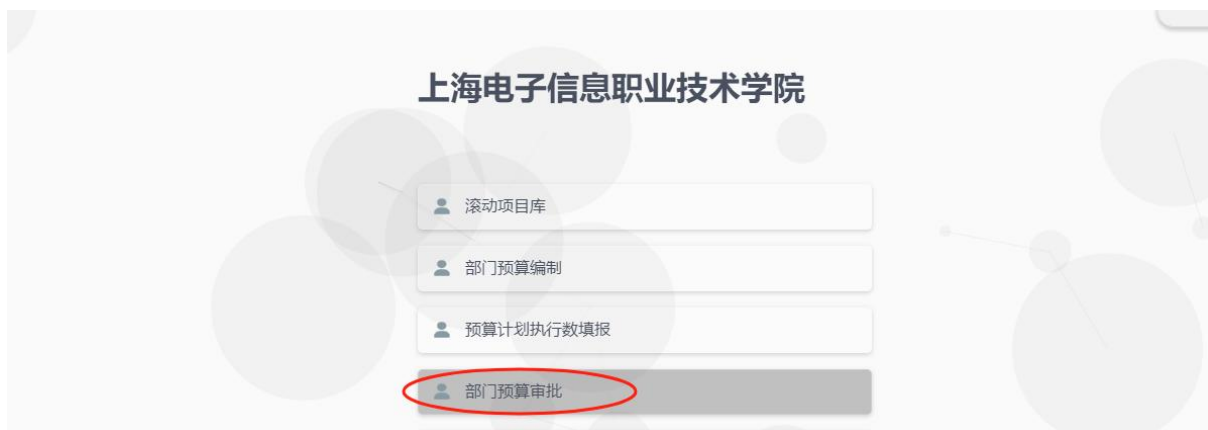 上海电子信息职业技术学院
滚动项目库
部门预算编制
预算计划执行数填报
部门预算审批